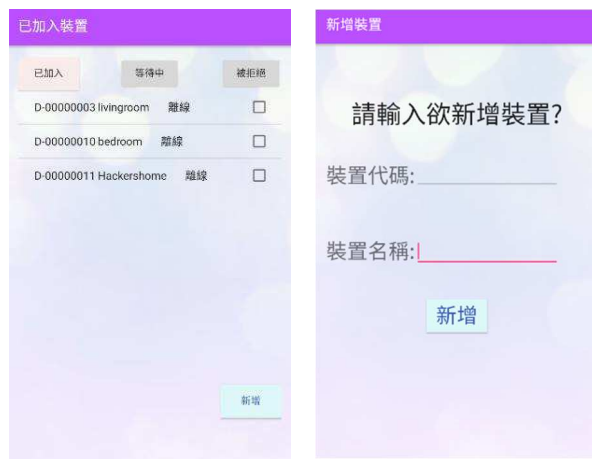 已加入裝置
已加入 等待中 被拒絕
D-00000003 livingroom 離線
D-00000010 bedroom 離線
D-00000011 Hackershome 離線
新增
新增裝置
請輸入欲新增裝置?
裝置代碼:
裝置名稱:
新增